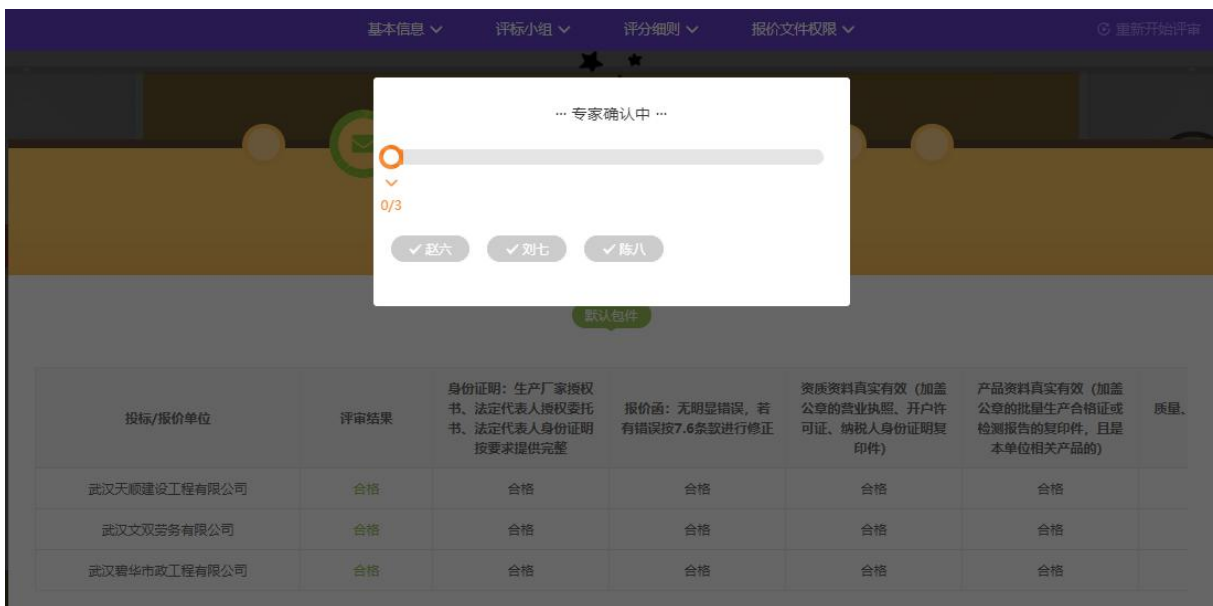 基本信息 评标小组 评分细则 报价文件权限 重新开始评审
··· 专家确认中 ···
0/3
赵六 刘七 陈八
默认包件
投标/报价单位
评审结果
身份证明：生产厂家授权
书、法定代表人授权委托
书、法定代表人身份证明
按要求提供完整
报价函：无明显错误，若
有错误按7.6条款进行修正
资质资料真实有效（加盖
公章的营业执照、开户许
可证、纳税人身份证明复
印件）
产品资料真实有效（加盖
公章的批量生产合格证或
检测报告的复印件，且是
本单位相关产品的）
质量、
武汉天顺建设工程有限公司 合格 合格 合格 合格 合格
武汉文双劳务有限公司 合格 合格 合格 合格 合格
武汉碧华市政工程有限公司 合格 合格 合格 合格 合格